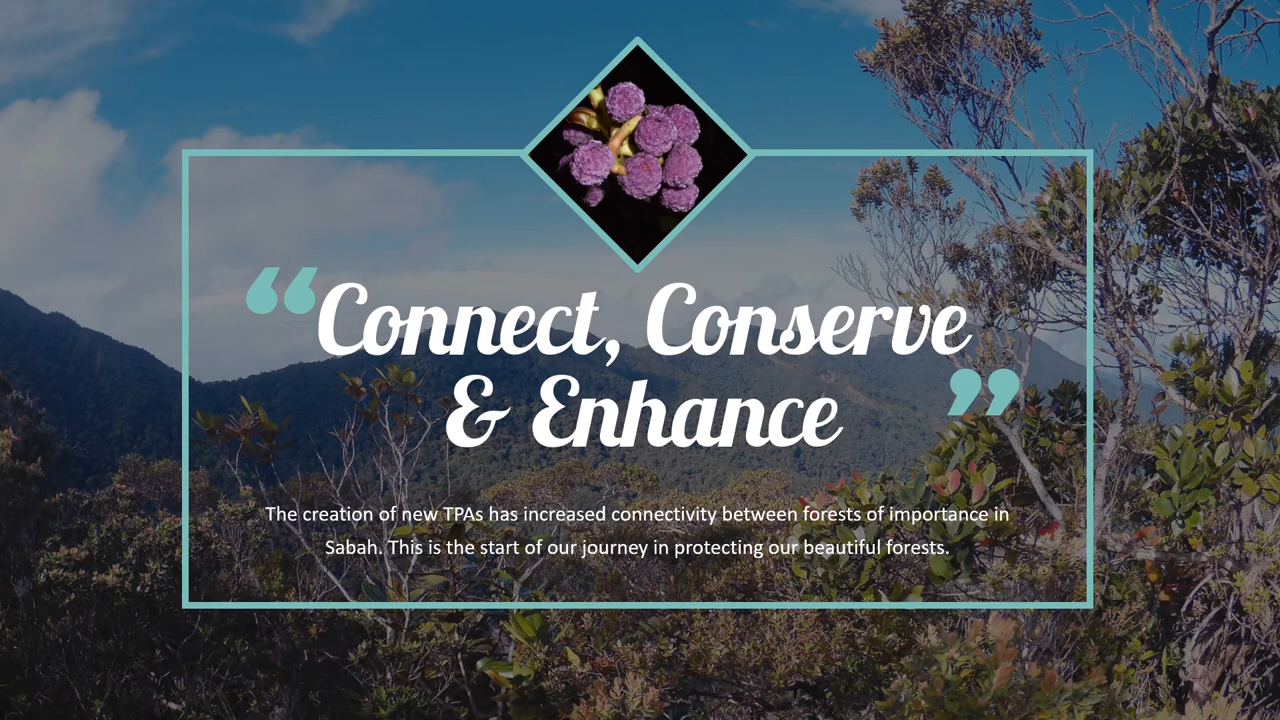 “Connect, Conserve
& Enhance”
The creation of new TPAs has increased connectivity between forests of importance in
Sabah. This is the start of our journey in protecting our beautiful forests.